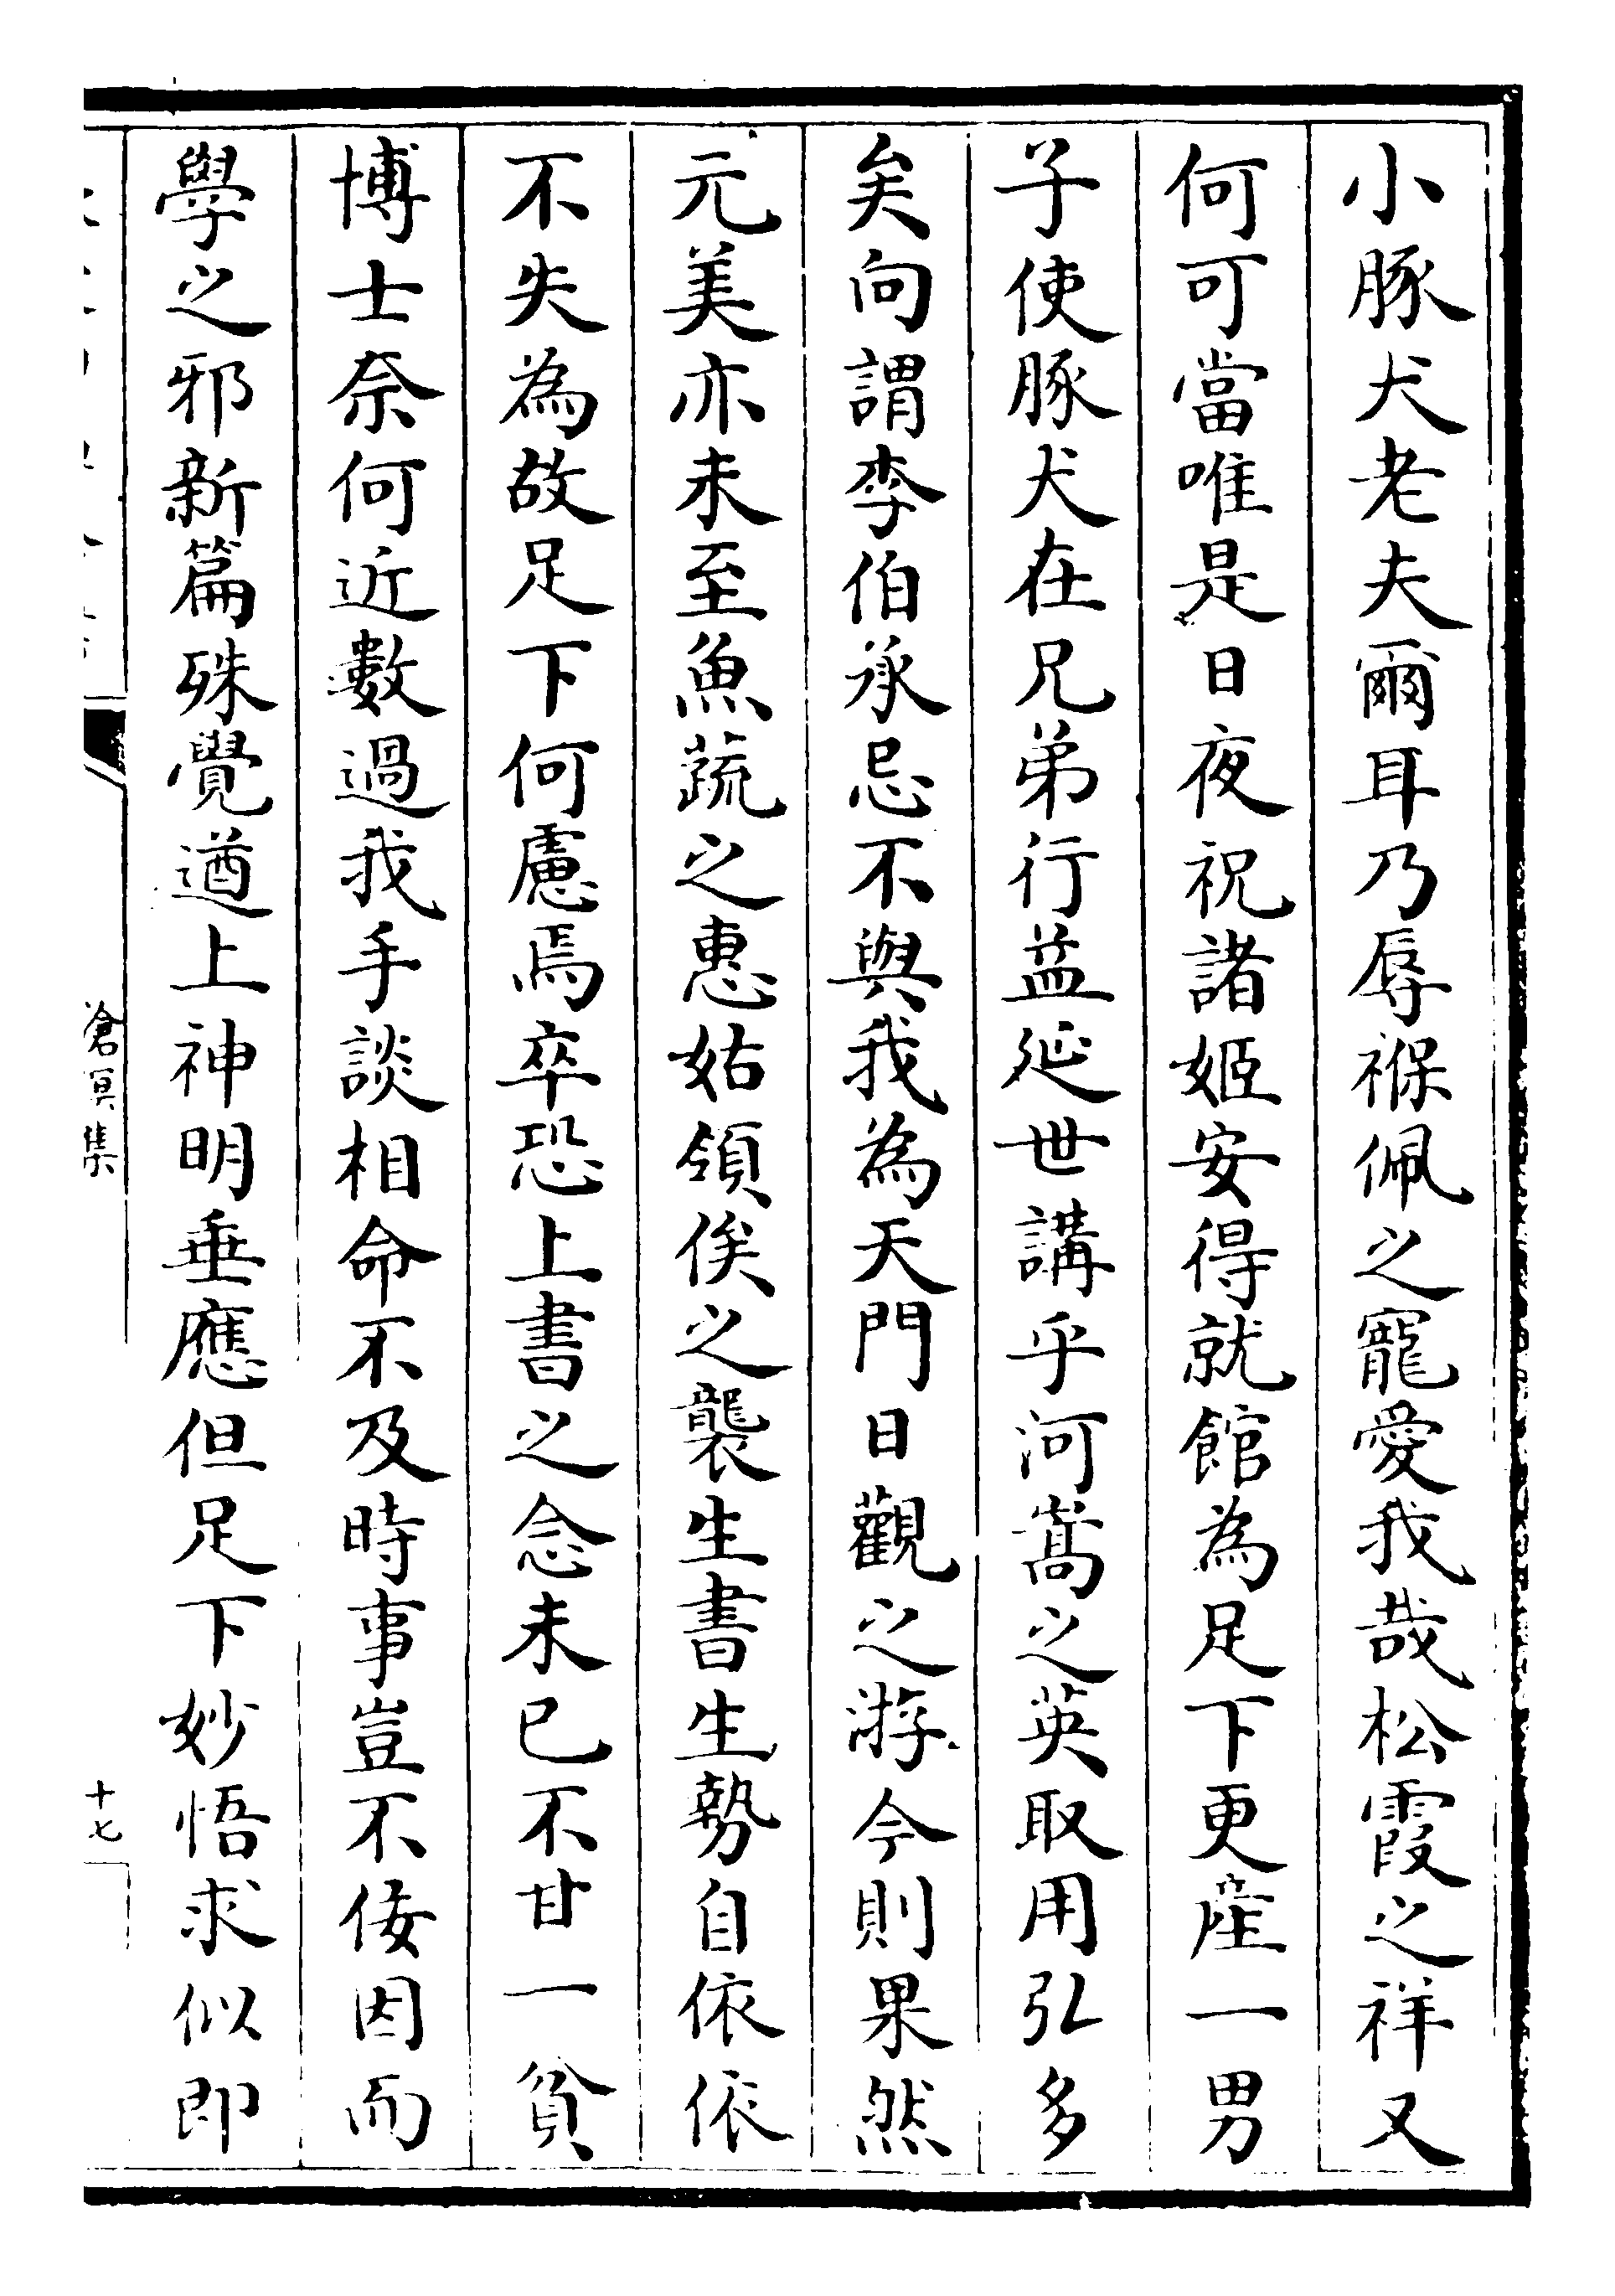 小豚犬老夫爾耳乃辱褓佩之寵愛我哉松霞之祥又
何可當唯是日夜祝諸姬安得就館為足下更産一男
子使豚犬在兄弟行益延世講乎河嵩之英取用弘多
矣向謂李伯承忌不與我為天門日觀之游今則果然
元美亦未至魚蔬之惠姑領俟之襲生書生勢自依依
不失為故足下何慮焉卒恐上書之念未已不甘一貧
博士奈何近數過我手談相命不及時事豈不佞因而
學之邪新篇殊覺遒上神明垂應但足下妙悟求似即
滄溟集
十七